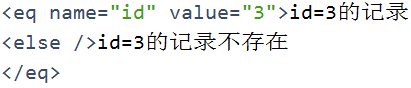 <eq name="id" value="3">id=3的记录
<else />id=3的记录不存在
</eq>